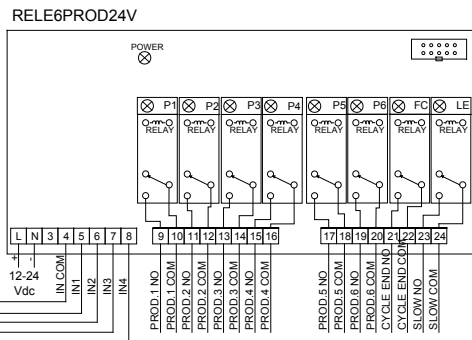 RELE6PROD24V
POWER
P1 P2 P3 P4 P5 P6 FC LE
RELAY RELAY RELAY RELAY RELAY RELAY RELAY RELAY
L N 3 4 5 6 7 8
9 10 11 12 13 14 15 16
17 18 19 20 21 22 23 24
+ -
12-24
Vdc
IN COM
IN1
IN2
IN3
IN4
PROD.1 NO
PROD.1 COM
PROD.2 NO
PROD.2 COM
PROD.3 NO
PROD.3 COM
PROD.4 NO
PROD.4 COM
PROD.5 NO
PROD.5 COM
PROD.6 NO
PROD.6 COM
CYCLE END NO
CYCLE END COM
SLOW NO
SLOW COM